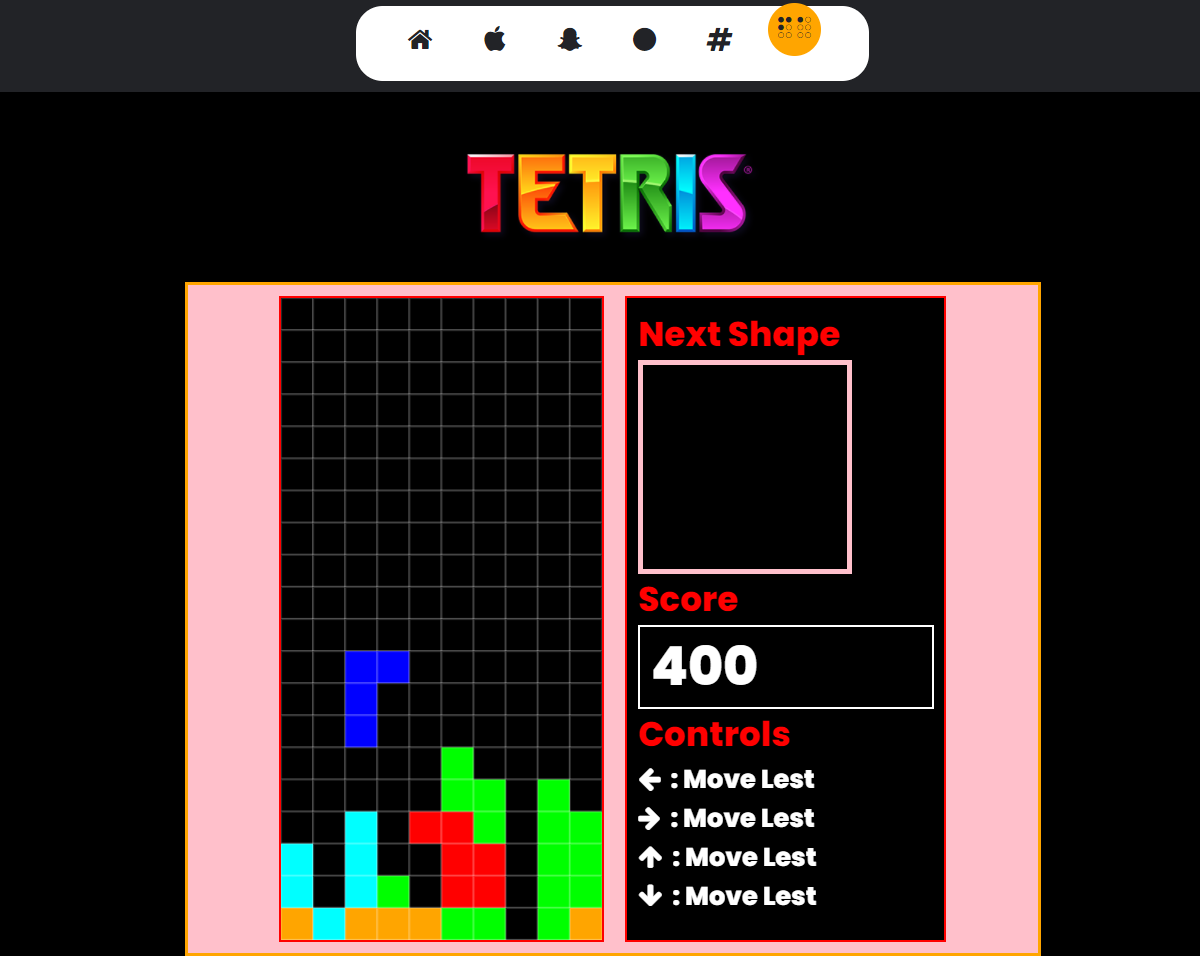 #
TETRIS®
Next Shape
Score
400
Controls
← : Move Lest
→ : Move Lest
↑ : Move Lest
↓ : Move Lest